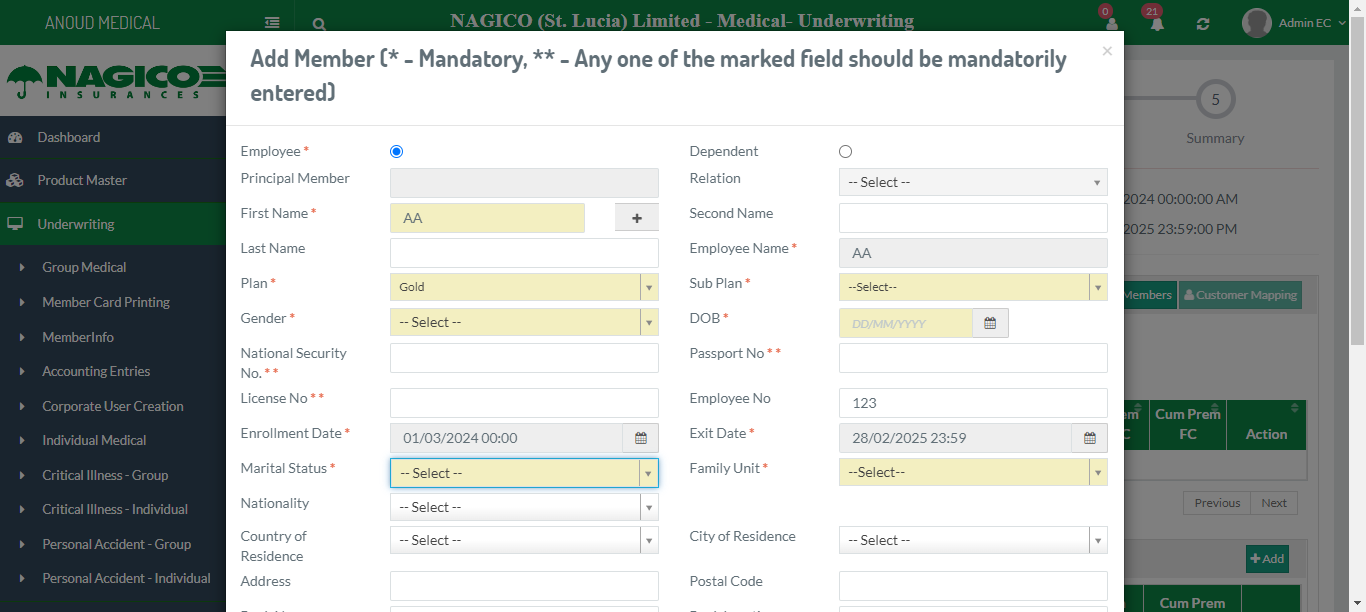 ANOUD MEDICAL
NAGICO (St. Lucia) Limited - Medical- Underwriting
0
21
Admin EC
NAGICO
INSURANCES
Dashboard
Product Master
Underwriting
Group Medical
Member Card Printing
MemberInfo
Accounting Entries
Corporate User Creation
Individual Medical
Critical Illness - Group
Critical Illness - Individual
Personal Accident - Group
Personal Accident - Individual
Add Member (* - Mandatory, ** - Any one of the marked field should be mandatorily
entered)
×
Employee *
Dependent
Principal Member
Relation
-- Select --
First Name *
AA
+
Second Name
Last Name
Employee Name *
AA
Plan *
Gold
Sub Plan *
--Select--
Gender *
-- Select --
DOB *
DD/MM/YYYY
National Security
No. * *
Passport No * *
License No * *
Employee No
123
Enrollment Date *
01/03/2024 00:00
Exit Date *
28/02/2025 23:59
Marital Status *
-- Select --
Family Unit *
--Select--
Nationality
-- Select --
Country of
Residence
-- Select --
City of Residence
-- Select --
Address
Postal Code
5
Summary
2024 00:00:00 AM
2025 23:59:00 PM
Members
Customer Mapping
Cum Prem
FC
Action
Previous
Next
+ Add
Cum Prem